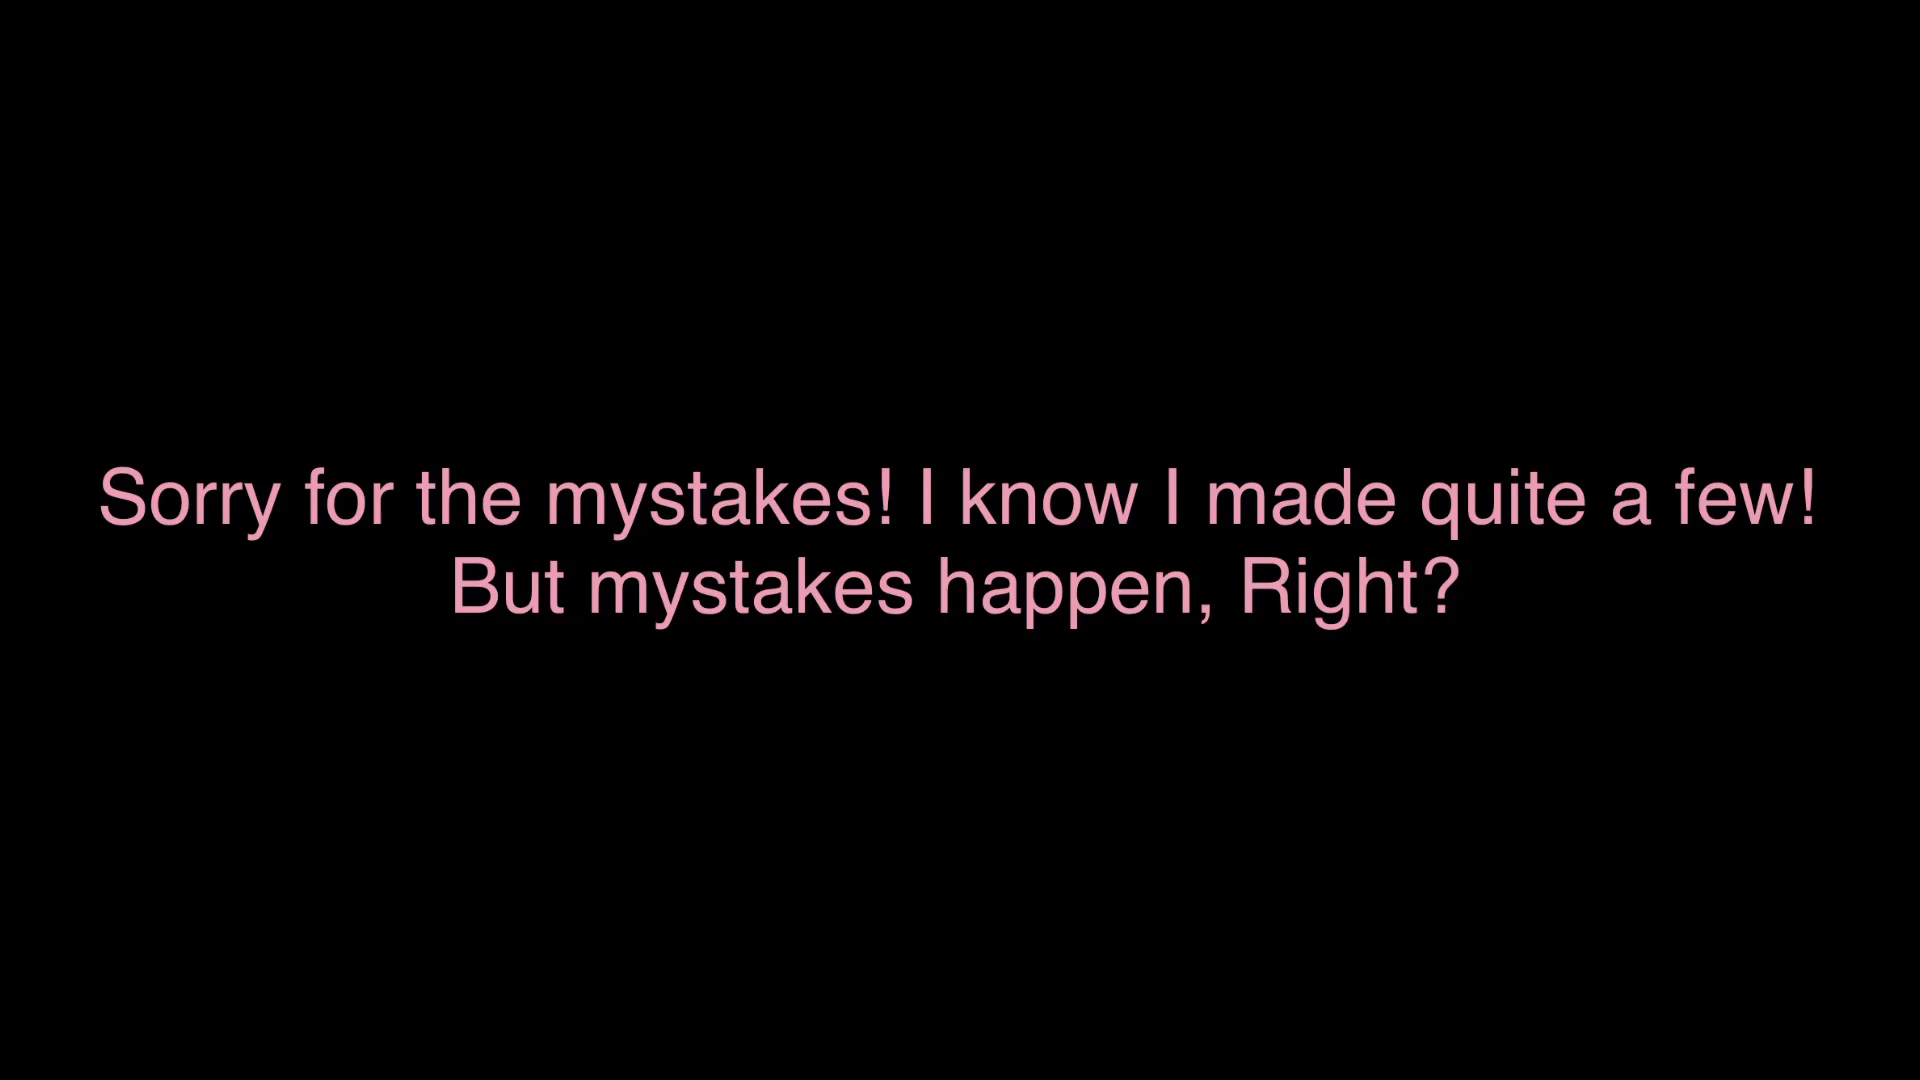 Sorry for the mystakes! I know I made quite a few!
But mystakes happen, Right?